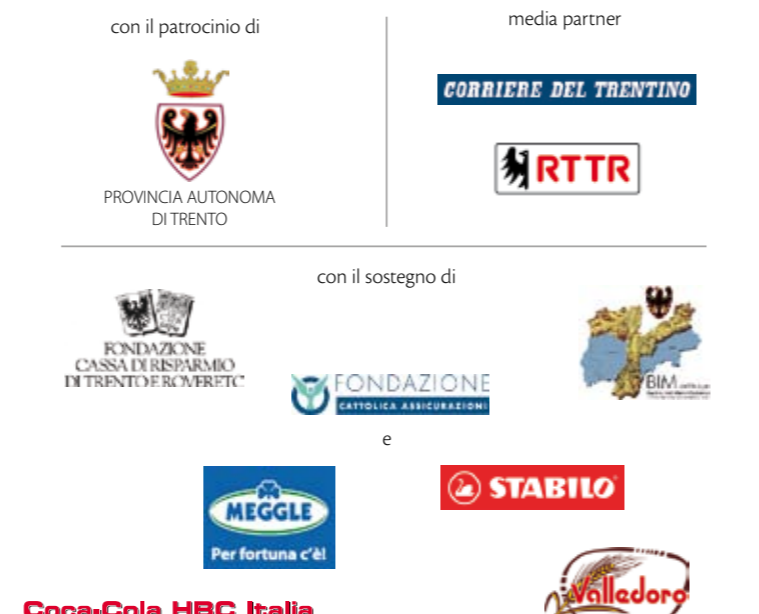 con il patrocinio di
PROVINCIA AUTONOMA
DI TRENTO
media partner
CORRIERE DEL TRENTINO
RTTR
con il sostegno di
FONDAZIONE
CASSA DI RISPARMIO
DI TRENTO E ROVERETO
FONDAZIONE
CATTOLICA ASSICURAZIONI
BIM
e
MEGGLE
Per fortuna c'è!
STABILO
Coca-Cola HBC Italia
Valledoro